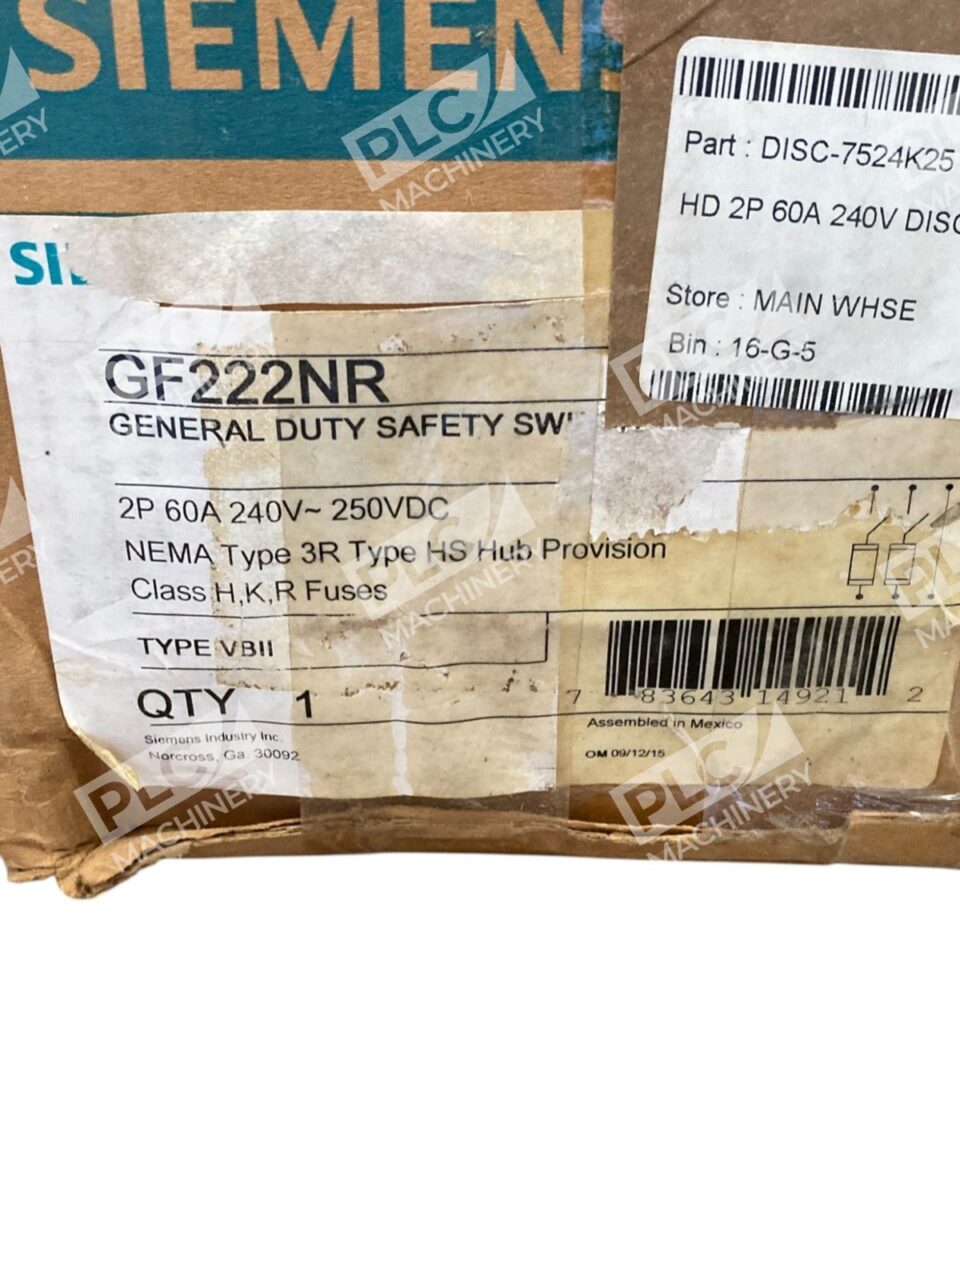 SIEMENS
Part : DISC-7524K25
HD 2P 60A 240V DISC
Store : MAIN WHSE
Bin : 16-G-5
GF222NR
GENERAL DUTY SAFETY
2P 60A 240V~ 250VDC
NEMA Type 3R Type HS Hub Provision
Class H,K,R Fuses
TYPE VBII
QTY 1
7 83643 14921 2
Siemens Industry Inc.
Norcross, Ga. 30092
Assembled in Mexico
OM 09/12/15
PLC MACHINERY